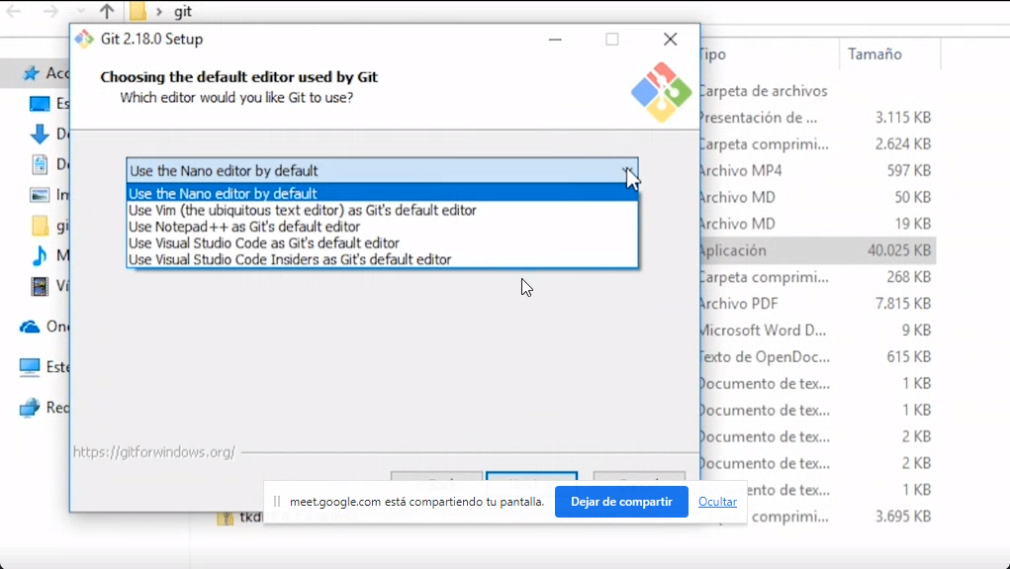 git
Git 2.18.0 Setup
Choosing the default editor used by Git
Which editor would you like Git to use?
Use the Nano editor by default
Use the Nano editor by default
Use Vim (the ubiquitous text editor) as Git's default editor
Use Notepad++ as Git's default editor
Use Visual Studio Code as Git's default editor
Use Visual Studio Code Insiders as Git's default editor
https://gitforwindows.org/
meet.google.com está compartiendo tu pantalla.
Dejar de compartir
Ocultar
Tipo
Tamaño
Carpeta de archivos
Presentación de ...
3.115 KB
Carpeta comprimi...
2.624 KB
Archivo MP4
597 KB
Archivo MD
50 KB
Archivo MD
19 KB
Aplicación
40.025 KB
Carpeta comprimi...
268 KB
Archivo PDF
7.815 KB
Microsoft Word D...
9 KB
Texto de OpenDoc...
615 KB
Documento de tex...
1 KB
Documento de tex...
1 KB
Documento de tex...
2 KB
Documento de tex...
2 KB
ento de tex...
1 KB
comprimi...
3.695 KB